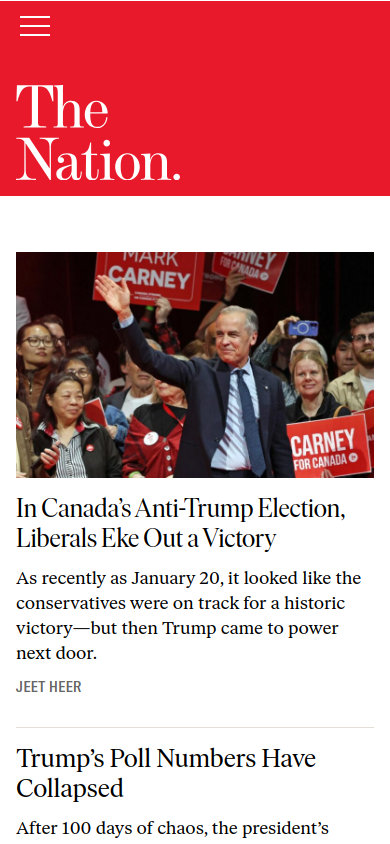 The
Nation.
MARK
CARNEY
CARNEY
FOR CANADA
CARNEY
FOR CANADA
In Canada's Anti-Trump Election,
Liberals Eke Out a Victory
As recently as January 20, it looked like the
conservatives were on track for a historic
victory—but then Trump came to power
next door.
JEET HEER
Trump's Poll Numbers Have
Collapsed
After 100 days of chaos, the president's